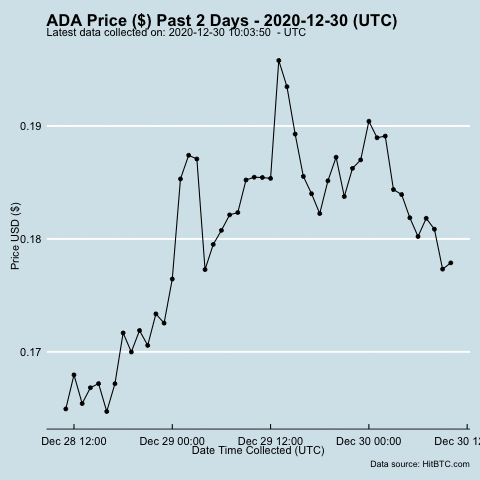 ADA Price ($) Past 2 Days - 2020-12-30 (UTC)
Latest data collected on: 2020-12-30 10:03:50  - UTC
0.19
0.18
0.17
Price USD ($)
Dec 28 12:00 Dec 29 00:00 Dec 29 12:00 Dec 30 00:00 Dec 30 12
Date Time Collected (UTC)
Data source: HitBTC.com